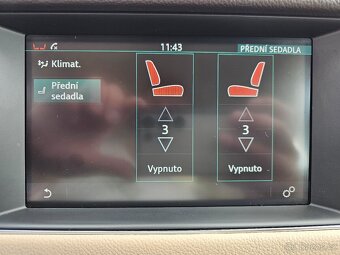 11:43
PŘEDNÍ SEDADLA
Klimat.
Přední
sedadla
3
3
Vypnuto
Vypnuto